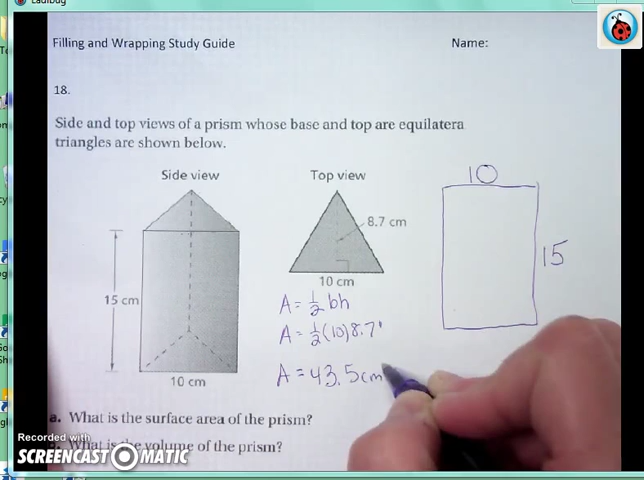 Ladibug
Filling and Wrapping Study Guide
Name:
18.
Side and top views of a prism whose base and top are equilatera
triangles are shown below.
Side view
Top view
10
8.7 cm
15
15 cm
10 cm
10 cm
A = 1/2 bh
A = 1/2 (10) 8.7
A = 43.5cm
a. What is the surface area of the prism?
What is the volume of the prism?
Recorded with
SCREENCAST MATIC